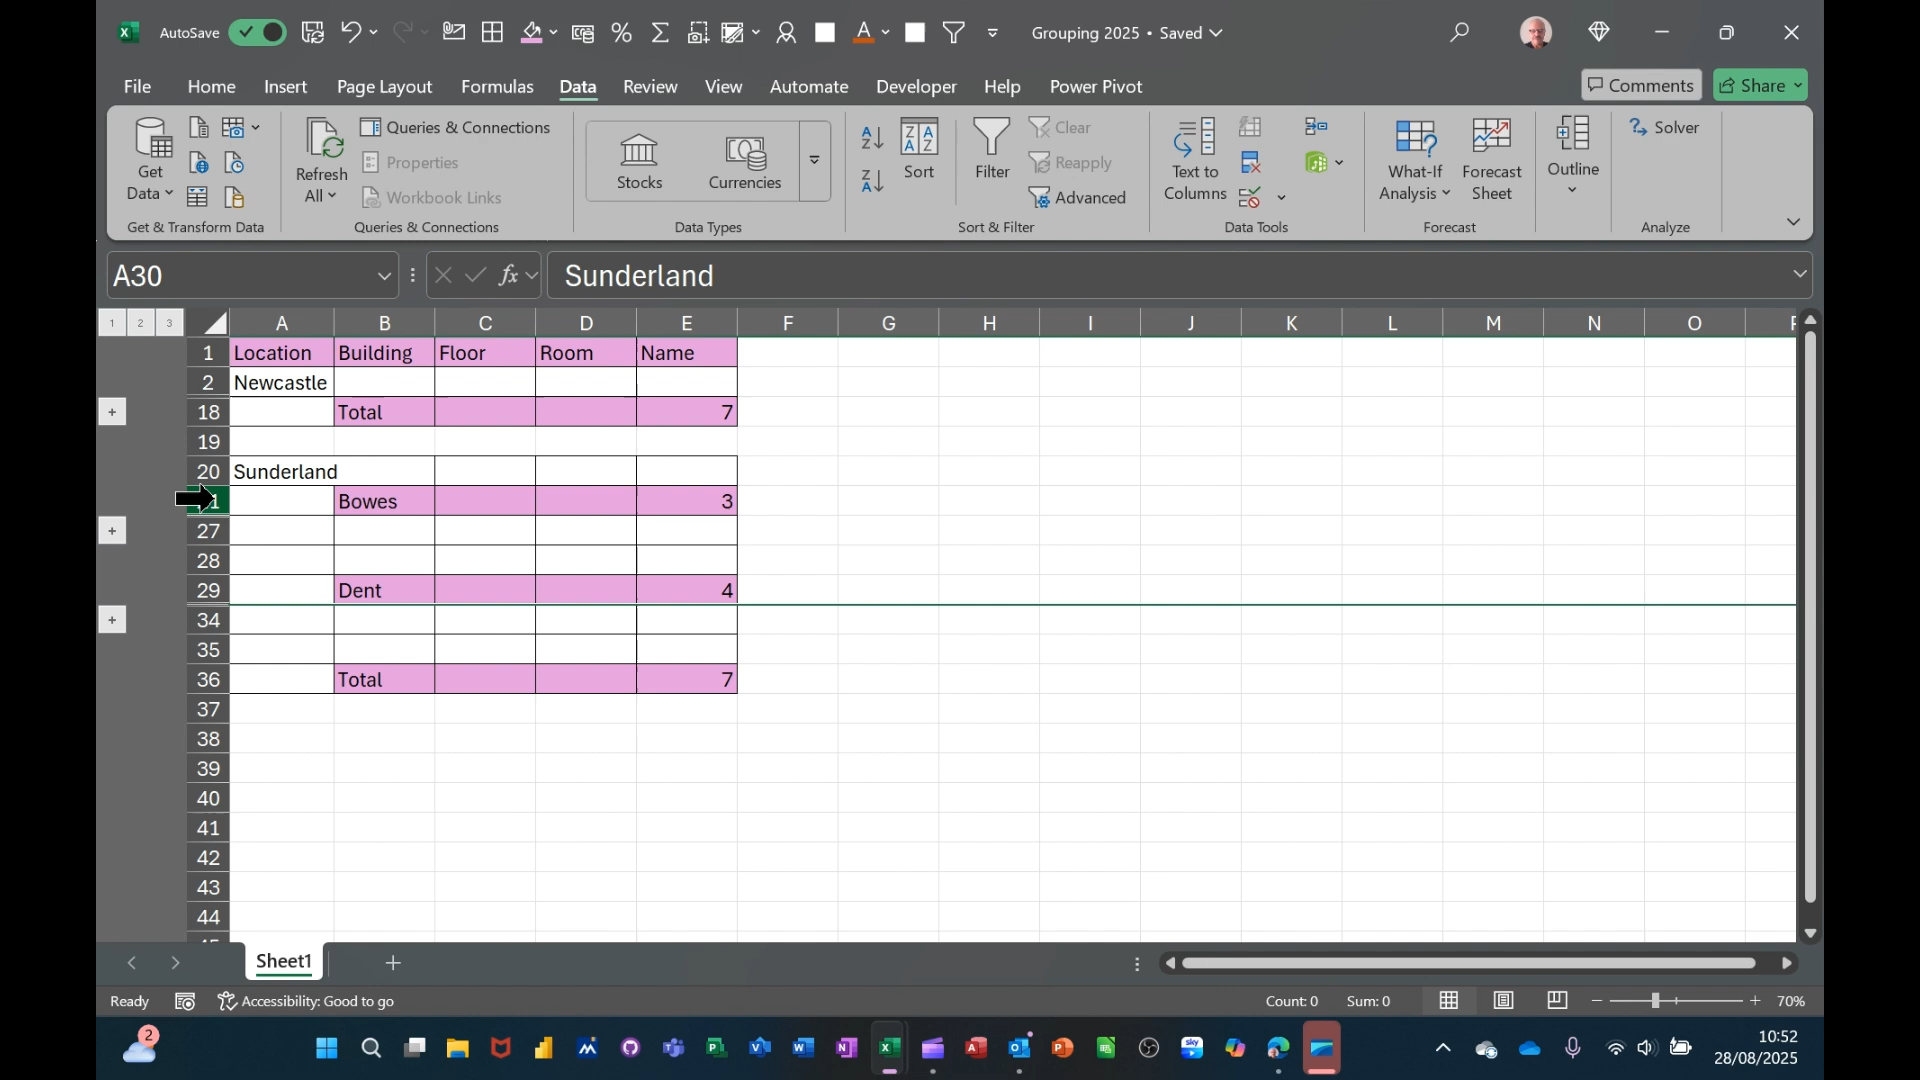 AutoSave Grouping 2025 • Saved
File Home Insert Page Layout Formulas Data Review View Automate Developer Help Power Pivot Comments Share
Get Data
Refresh All
Queries & Connections
Properties
Workbook Links
Stocks Currencies
Sort
Filter
Clear
Reapply
Advanced
Text to Columns
What-If Analysis
Forecast Sheet
Outline
Solver
Get & Transform Data Queries & Connections Data Types Sort & Filter Data Tools Forecast Analyze
A30 fx Sunderland
1 2 3 A B C D E F G H I J K L M N O
1 Location Building Floor Room Name
2 Newcastle
+ 18 Total 7
19
20 Sunderland
Bowes 3
+ 27
28
29 Dent 4
+ 34
35
36 Total 7
37
38
39
40
41
42
43
44
Sheet1
Ready Accessibility: Good to go Count: 0 Sum: 0 70%
2
sky
10:52
28/08/2025